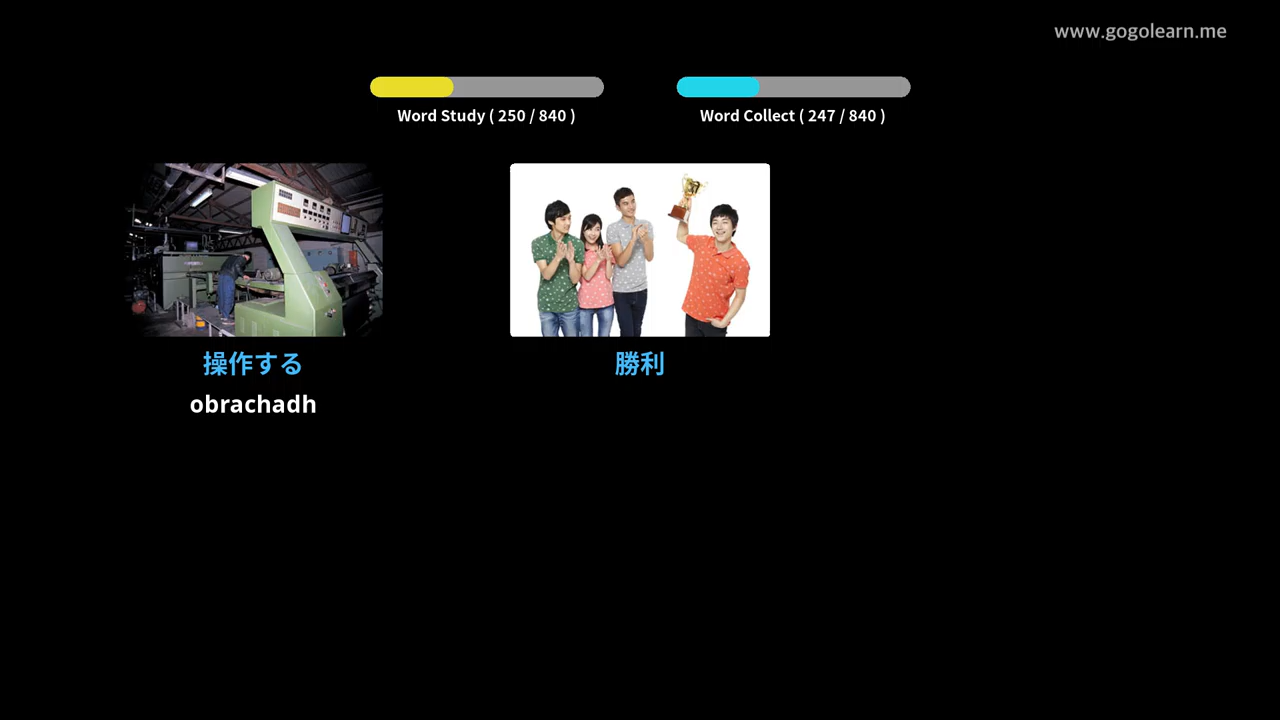 www.gogolearn.me
Word Study ( 250 / 840 )
Word Collect ( 247 / 840 )
操作する
obrachadh
勝利